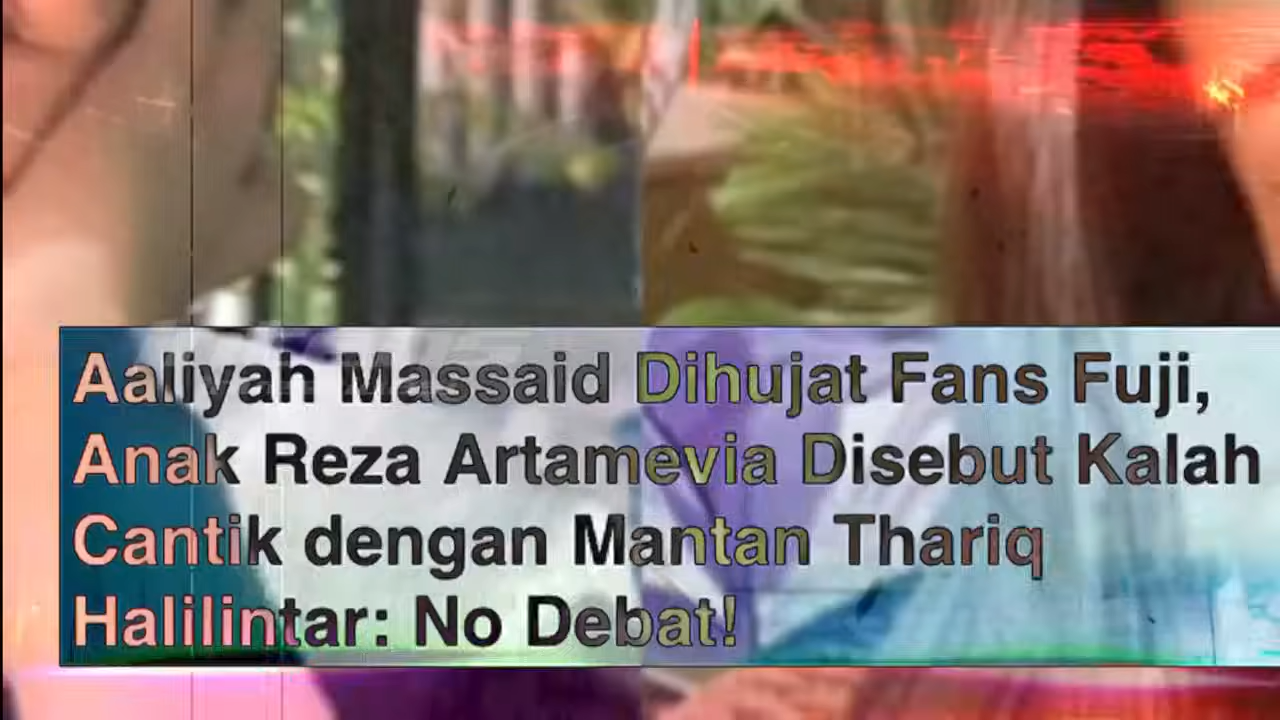 Aaliyah Massaid Dihujat Fans Fuji,
Anak Reza Artamevia Disebut Kalah
Cantik dengan Mantan Thariq
Halilintar: No Debat!